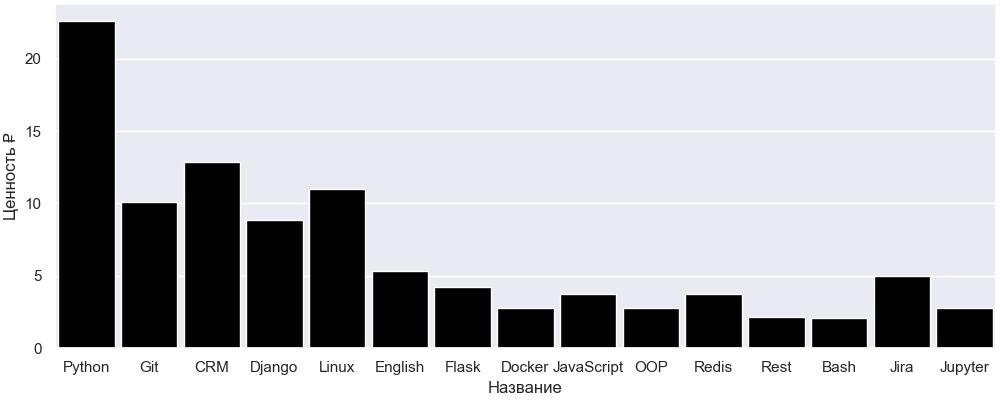 Ценность ₽
20
15
10
5
0
Python Git CRM Django Linux English Flask Docker JavaScript OOP Redis Rest Bash Jira Jupyter
Название